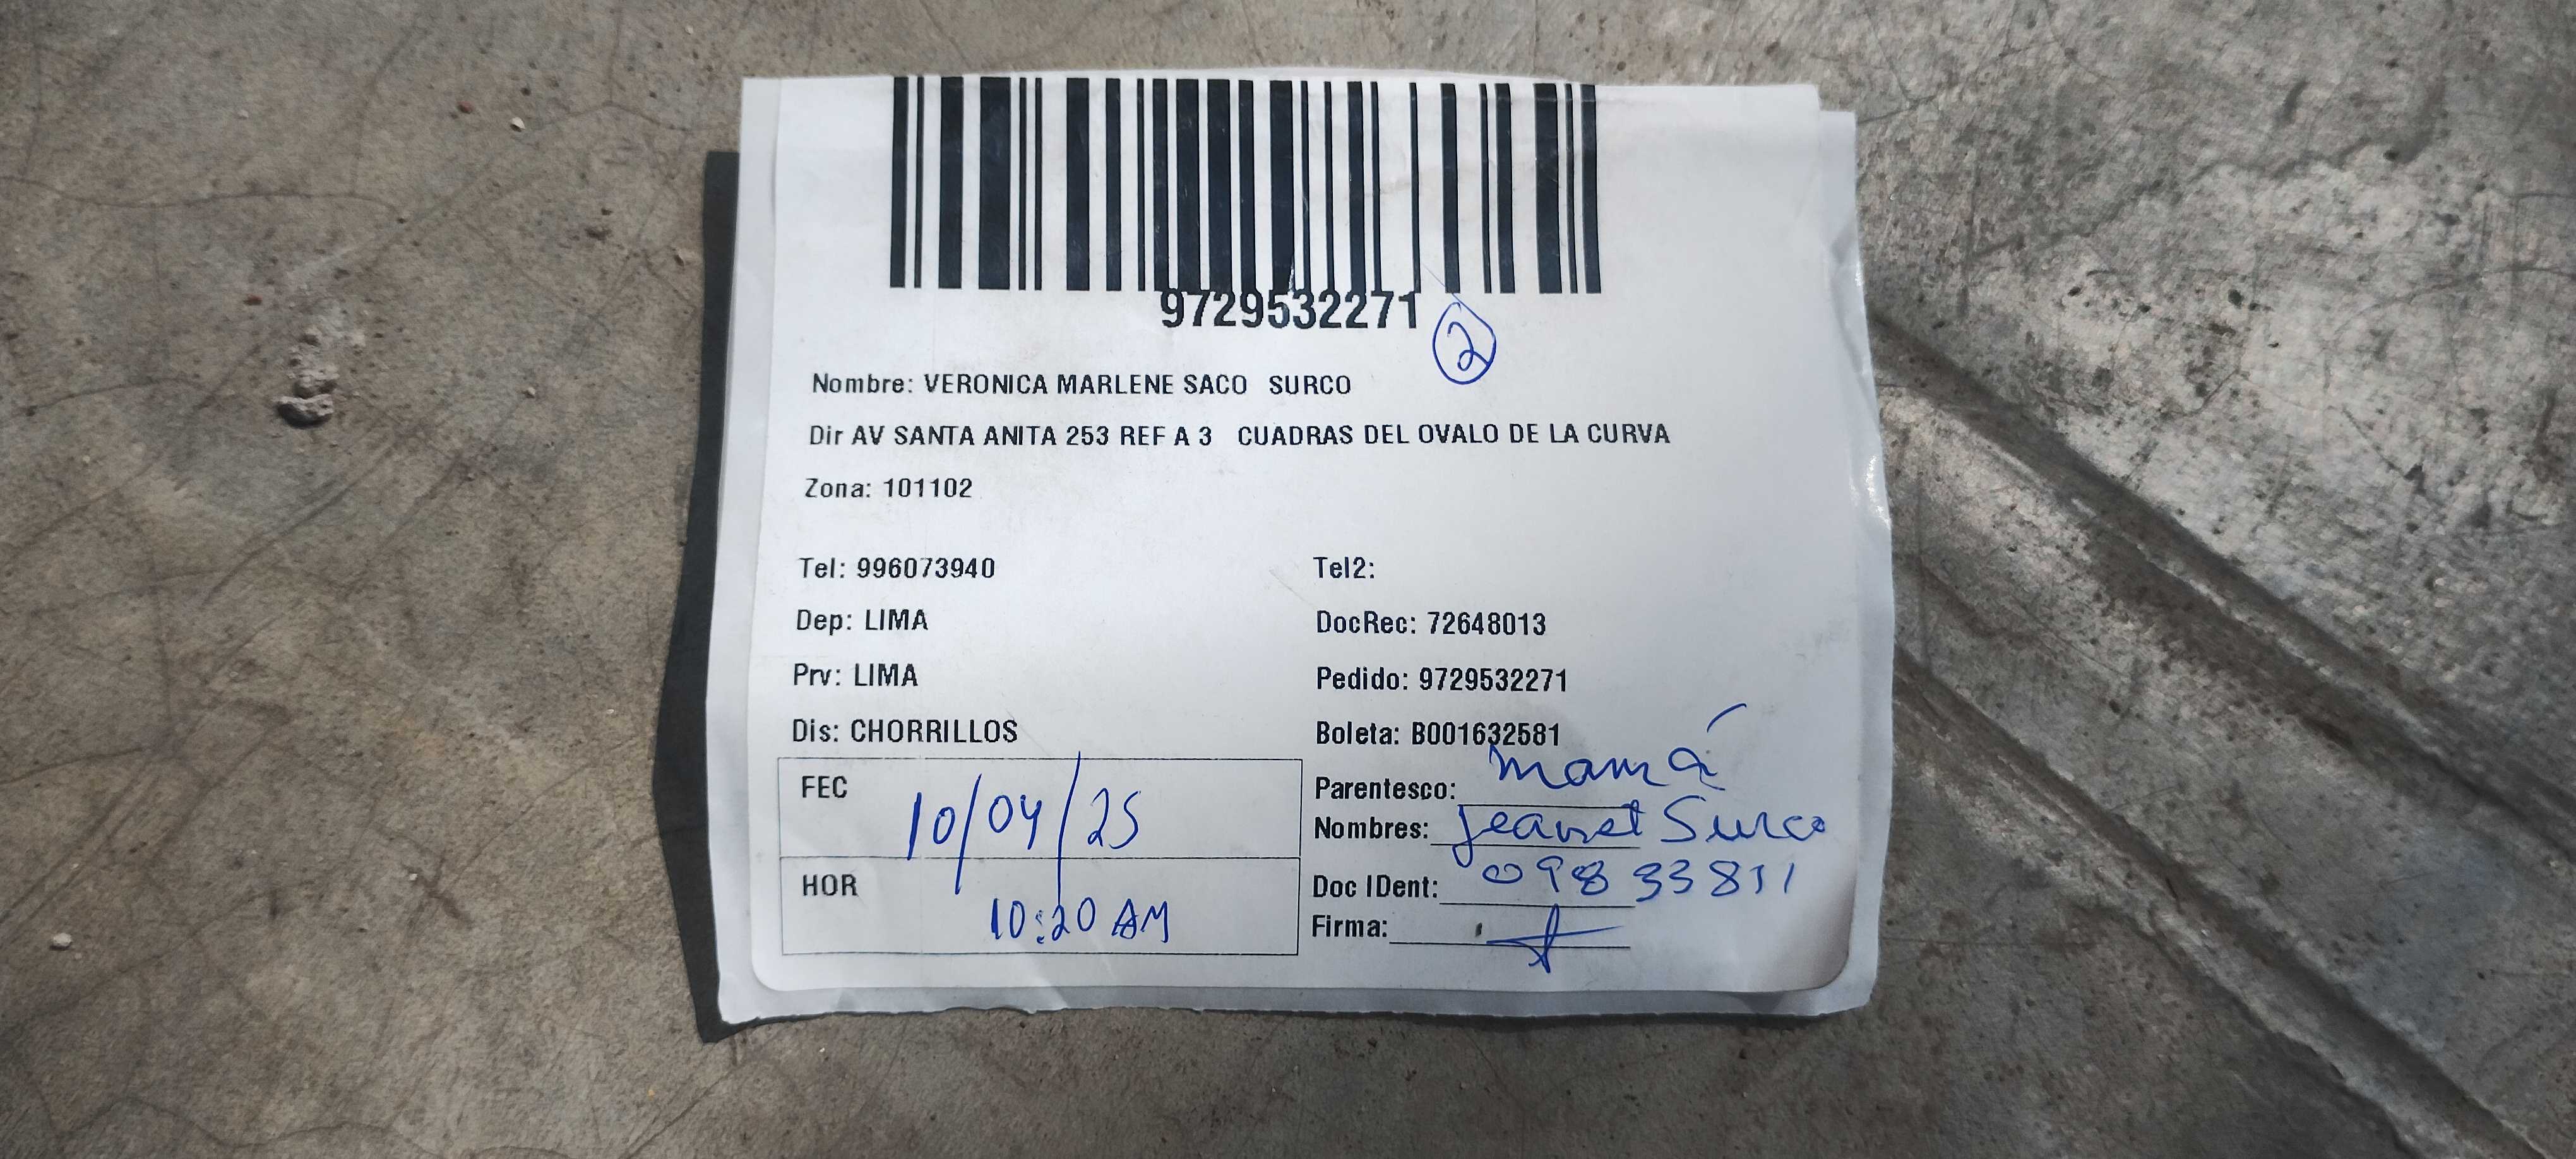 9729532271
2
Nombre: VERONICA MARLENE SACO SURCO
Dir AV SANTA ANITA 253 REF A 3 CUADRAS DEL OVALO DE LA CURVA
Zona: 101102
Tel: 996073940 Tel2:
Dep: LIMA DocRec: 72648013
Prv: LIMA Pedido: 9729532271
Dis: CHORRILLOS Boleta: B001632581
FEC 10/04/25
HOR 10:20 AM
Parentesco: mamá
Nombres: Jeanet Surco
Doc IDent: 09833811
Firma: